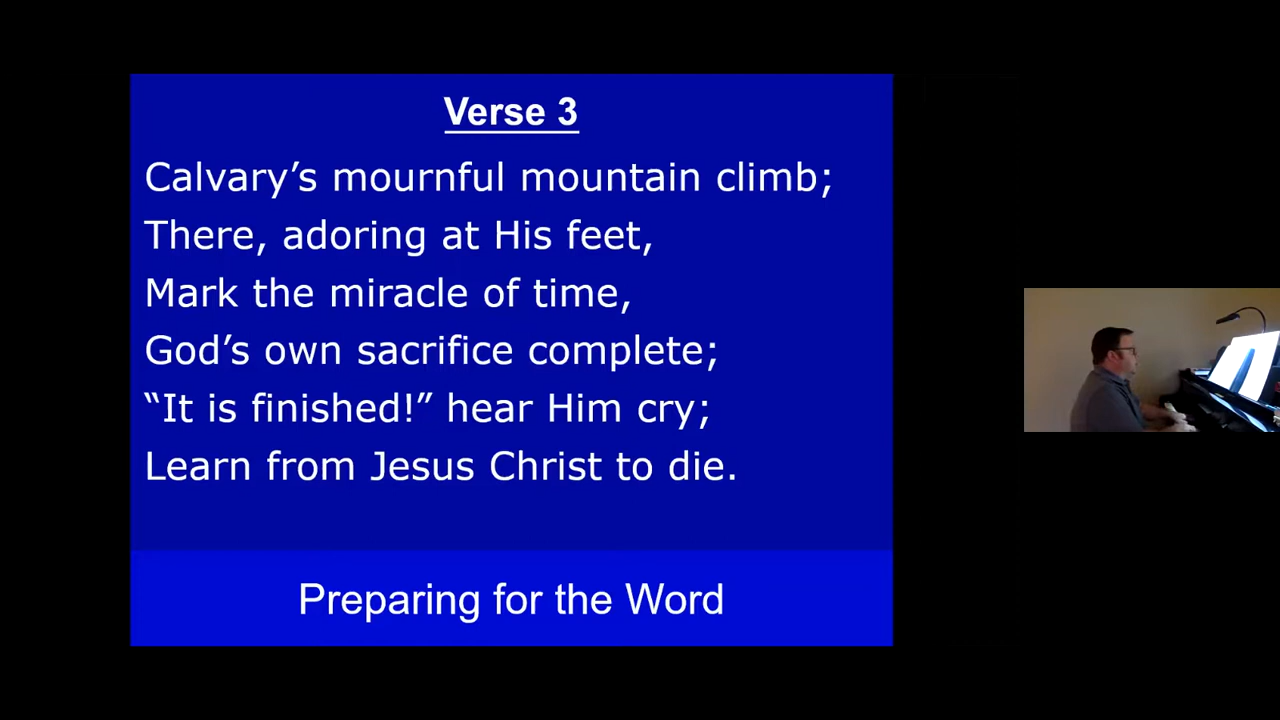 Verse 3
Calvary’s mournful mountain climb;
There, adoring at His feet,
Mark the miracle of time,
God’s own sacrifice complete;
“It is finished!” hear Him cry;
Learn from Jesus Christ to die.
Preparing for the Word